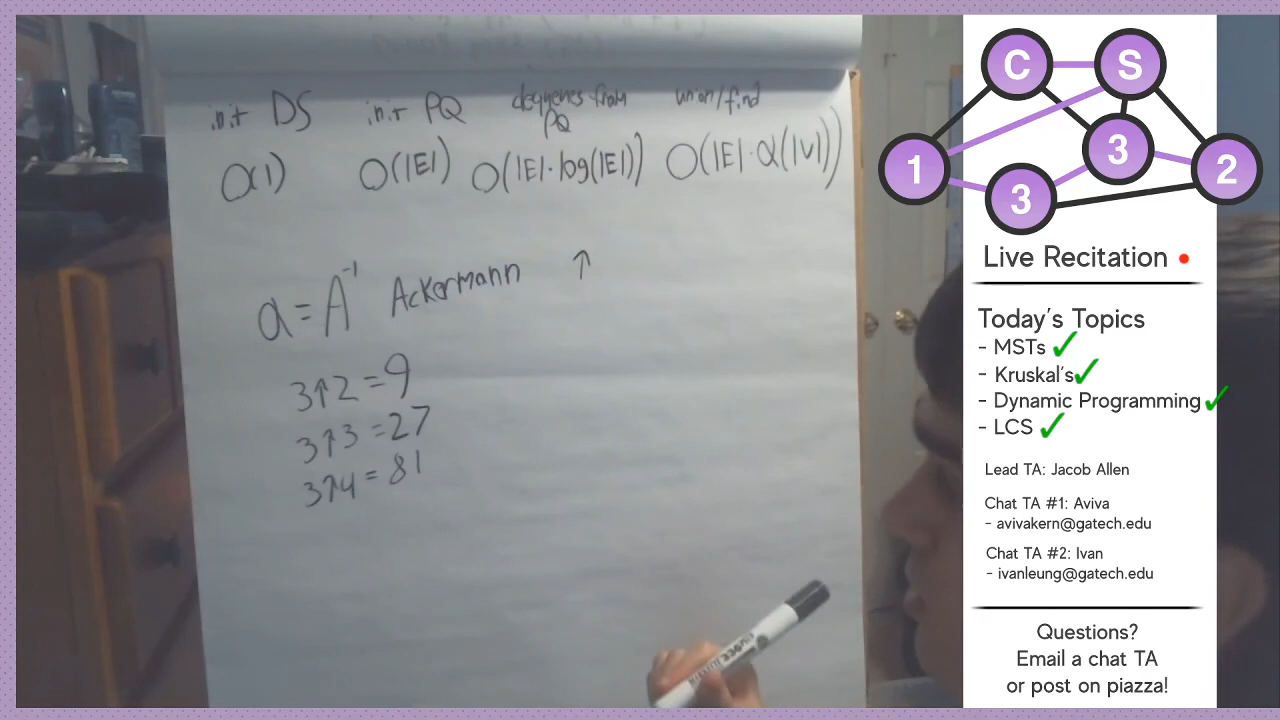 init DS init PQ deqgenes from PQ union/find
O(1) O(|E|) O(|E|·log(|E|)) O(|E|·α(|V|))
α = A⁻¹ Ackermann ↑
3↑2 = 9
3↑3 = 27
3↑4 = 81
C S
1 3 3 2
Live Recitation
Today's Topics
- MSTs ✓
- Kruskal's ✓
- Dynamic Programming ✓
- LCS ✓
Lead TA: Jacob Allen
Chat TA #1: Aviva
- avivakern@gatech.edu
Chat TA #2: Ivan
- ivanleung@gatech.edu
Questions?
Email a chat TA
or post on piazza!